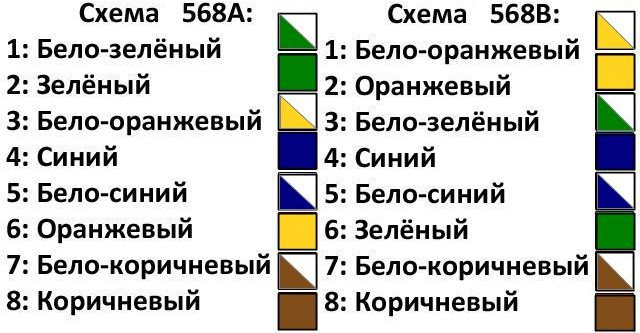 Схема 568А:
1: Бело-зелёный
2: Зелёный
3: Бело-оранжевый
4: Синий
5: Бело-синий
6: Оранжевый
7: Бело-коричневый
8: Коричневый
Схема 568В:
1: Бело-оранжевый
2: Оранжевый
3: Бело-зелёный
4: Синий
5: Бело-синий
6: Зелёный
7: Бело-коричневый
8: Коричневый